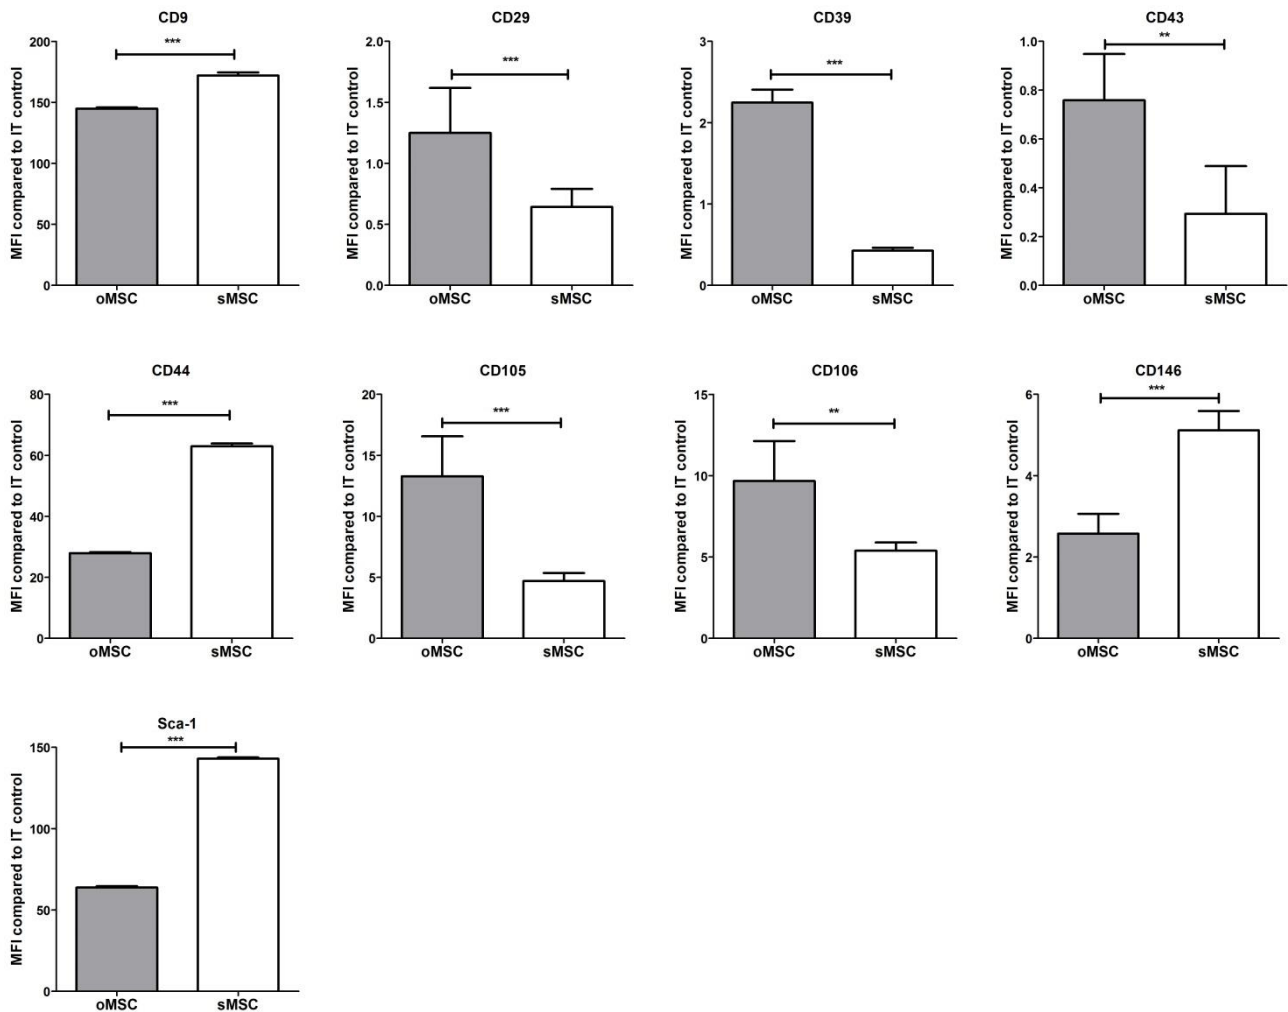 CD9
MFI compared to IT control
200
150
100
50
0
***
oMSC sMSC
CD29
MFI compared to IT control
2.0
1.5
1.0
0.5
0.0
***
oMSC sMSC
CD39
MFI compared to IT control
3
2
1
0
***
oMSC sMSC
CD43
MFI compared to IT control
1.0
0.8
0.6
0.4
0.2
0.0
**
oMSC sMSC
CD44
MFI compared to IT control
80
60
40
20
0
***
oMSC sMSC
CD105
MFI compared to IT control
20
15
10
5
0
***
oMSC sMSC
CD106
MFI compared to IT control
15
10
5
0
**
oMSC sMSC
CD146
MFI compared to IT control
6
4
2
0
***
oMSC sMSC
Sca-1
MFI compared to IT control
150
100
50
0
***
oMSC sMSC